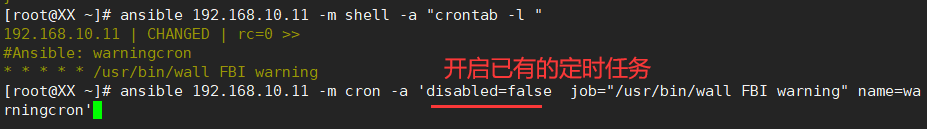 [root@XX ~]# ansible 192.168.10.11 -m shell -a "crontab -l "
192.168.10.11 | CHANGED | rc=0 >>
#Ansible: warningcron
* * * * * /usr/bin/wall FBI warning
开启已有的定时任务
[root@XX ~]# ansible 192.168.10.11 -m cron -a 'disabled=false  job="/usr/bin/wall FBI warning" name=wa
rningcron'